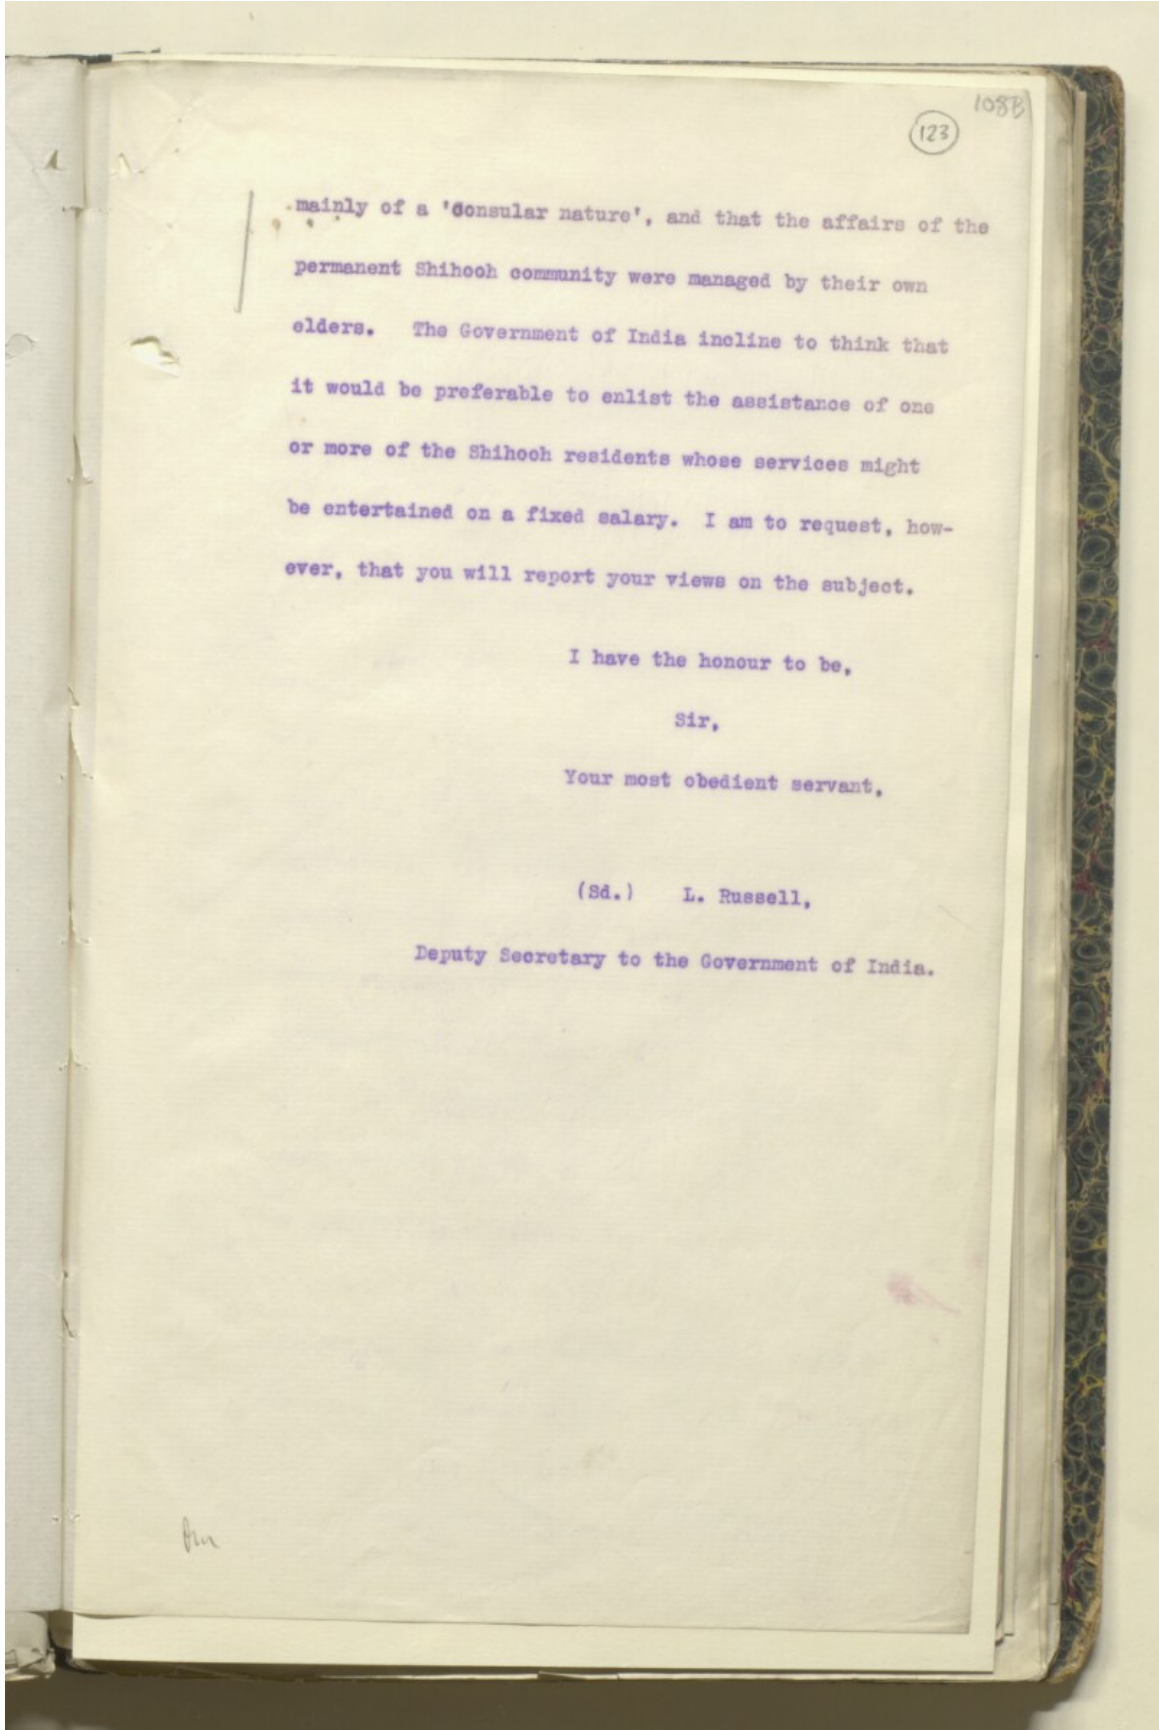 108B
123
mainly of a 'Consular nature', and that the affairs of the
permanent Shihooh community were managed by their own
elders. The Government of India incline to think that
it would be preferable to enlist the assistance of one
or more of the Shihooh residents whose services might
be entertained on a fixed salary. I am to request, how-
ever, that you will report your views on the subject.
I have the honour to be,
Sir,
Your most obedient servant,
(Sd.) L. Russell,
Deputy Secretary to the Government of India.